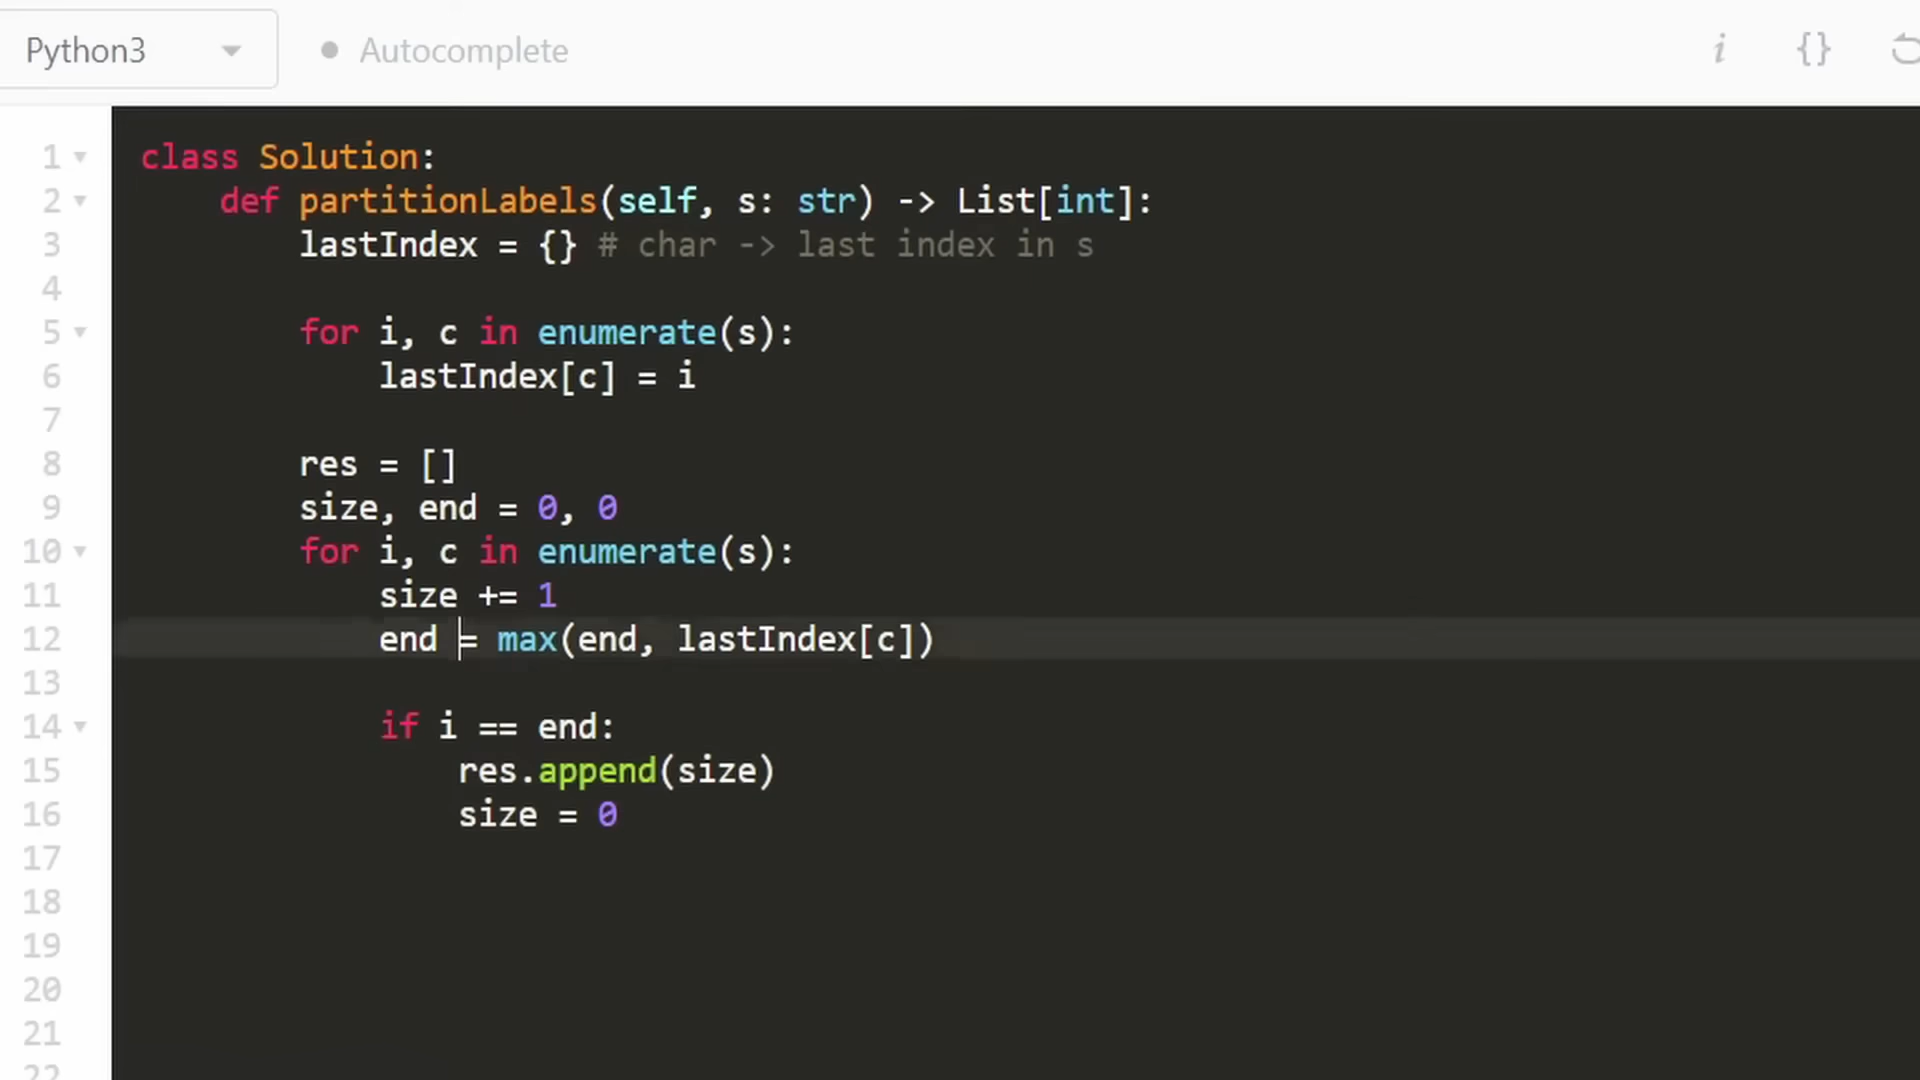 Python3
Autocomplete
i {}
1 class Solution:
2 def partitionLabels(self, s: str) -> List[int]:
3 lastIndex = {} # char -> last index in s
4
5 for i, c in enumerate(s):
6 lastIndex[c] = i
7
8 res = []
9 size, end = 0, 0
10 for i, c in enumerate(s):
11 size += 1
12 end = max(end, lastIndex[c])
13
14 if i == end:
15 res.append(size)
16 size = 0
17
18
19
20
21
22